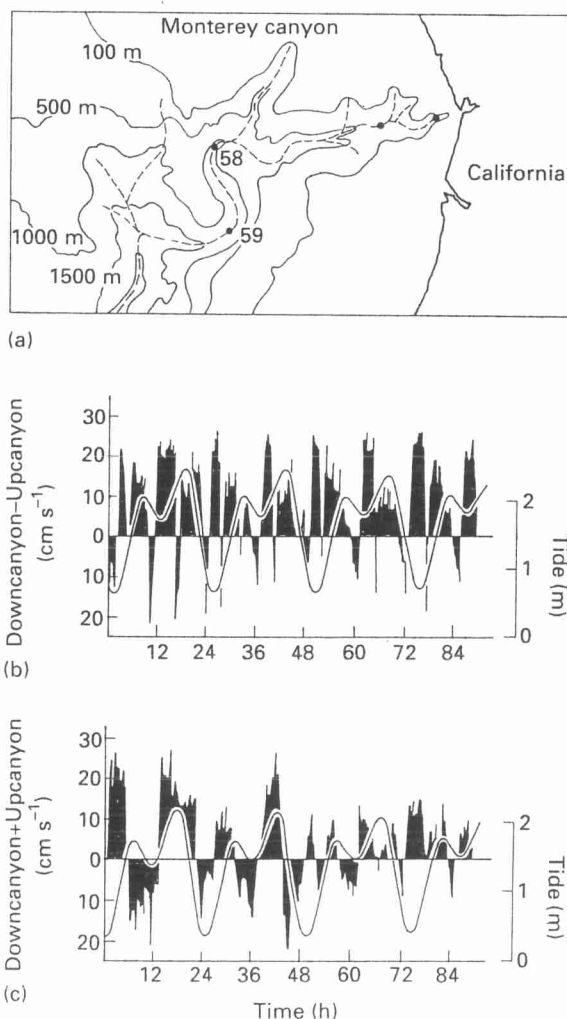 Monterey canyon
100 m
500 m
58
California
59
1000 m
1500 m
(a)
Downcanyon–Upcanyon
(cm s⁻¹)
30
20
10
0
10
20
2
1
0
Tide (m)
12 24 36 48 60 72 84
(b)
Downcanyon+Upcanyon
(cm s⁻¹)
30
20
10
0
10
20
2
1
0
Tide (m)
12 24 36 48 60 72 84
(c)
Time (h)